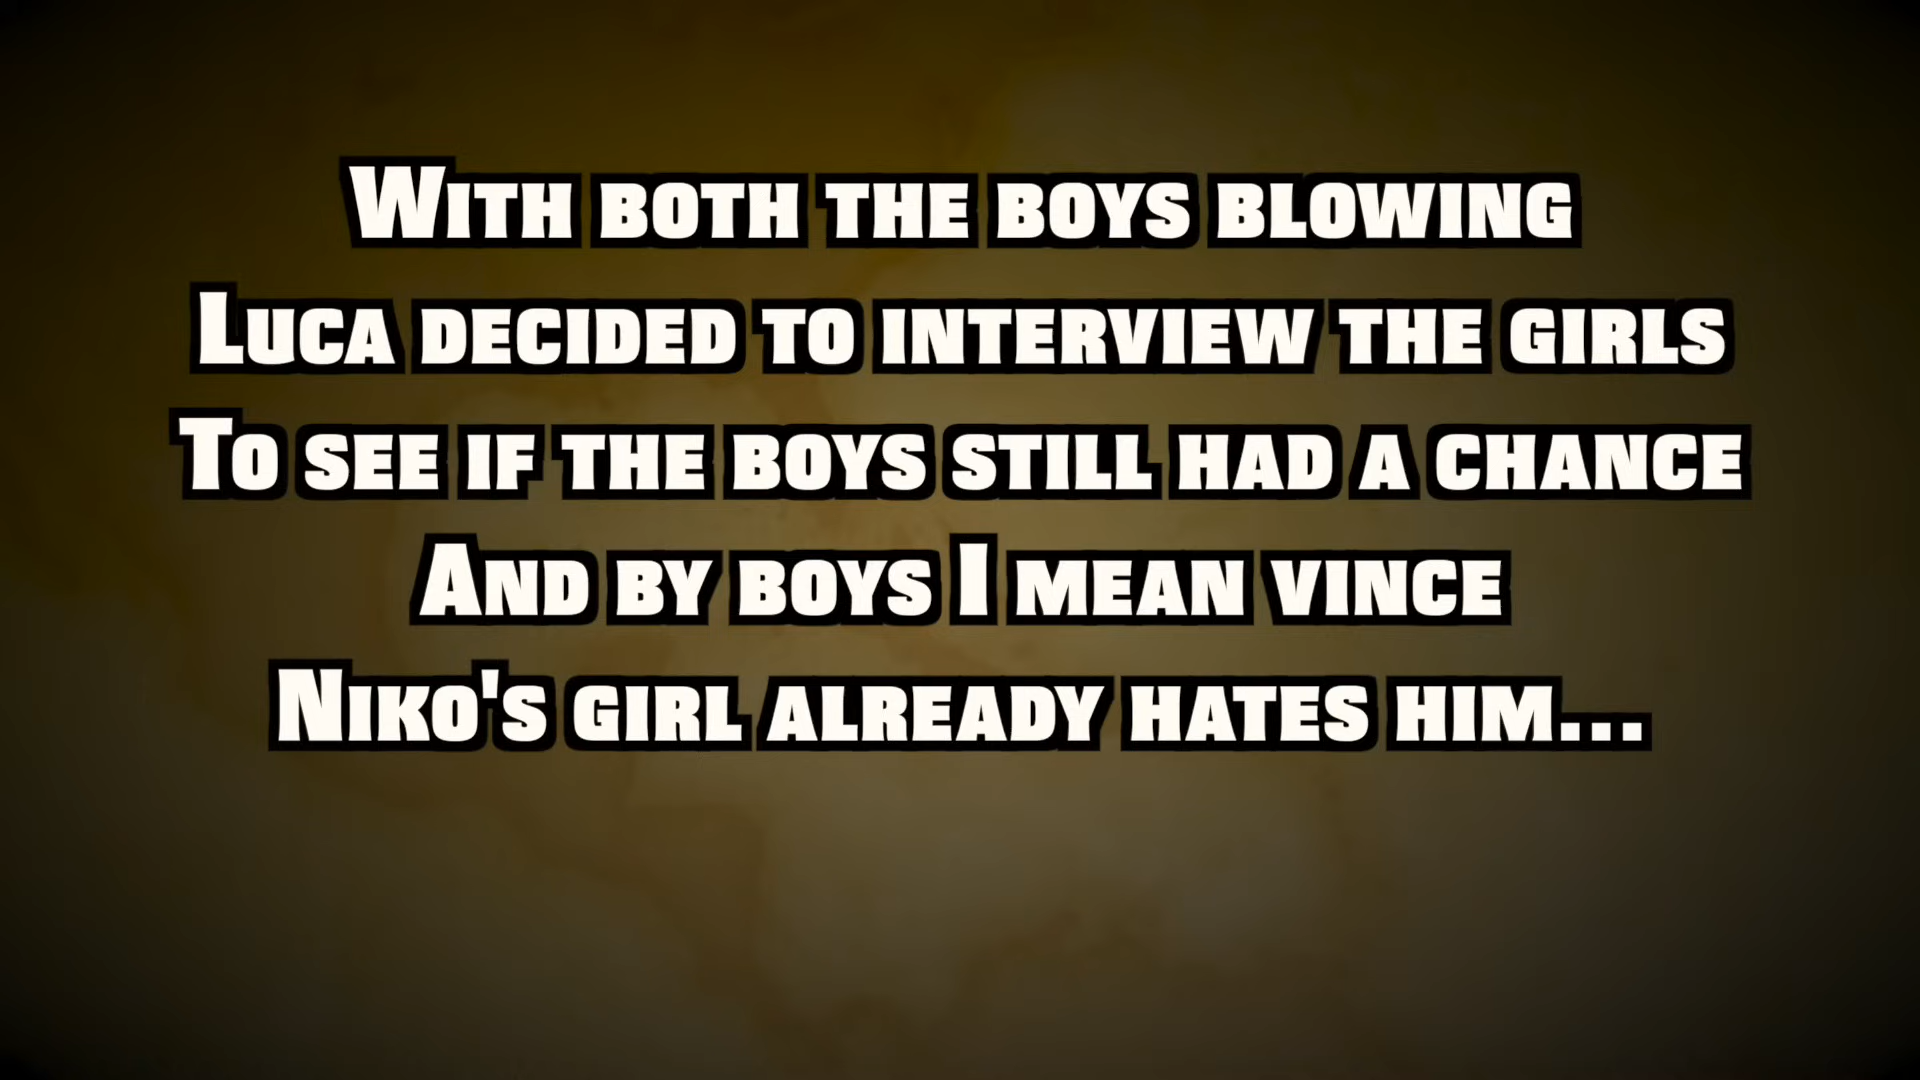 With both the boys blowing
Luca decided to interview the girls
To see if the boys still had a chance
And by boys I mean vince
Niko's girl already hates him...